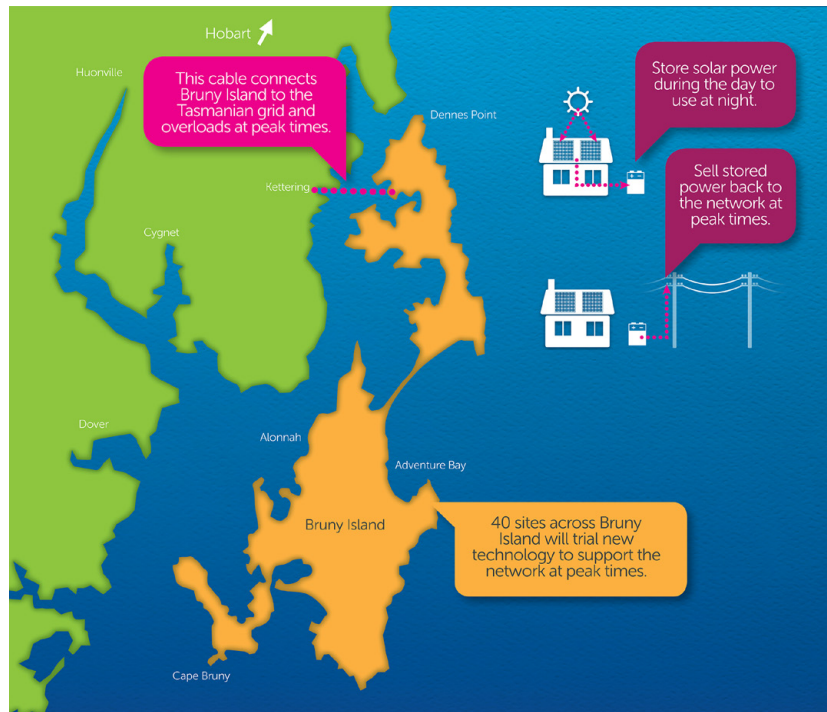 Hobart
Huonville
This cable connects
Bruny Island to the
Tasmanian grid and
overloads at peak times.
Store solar power
during the day to
use at night.
Dennes Point
Sell stored
power back to
the network at
peak times.
Kettering
Cygnet
Dover
Alonnah
Adventure Bay
Bruny Island
40 sites across Bruny
Island will trial new
technology to support the
network at peak times.
Cape Bruny